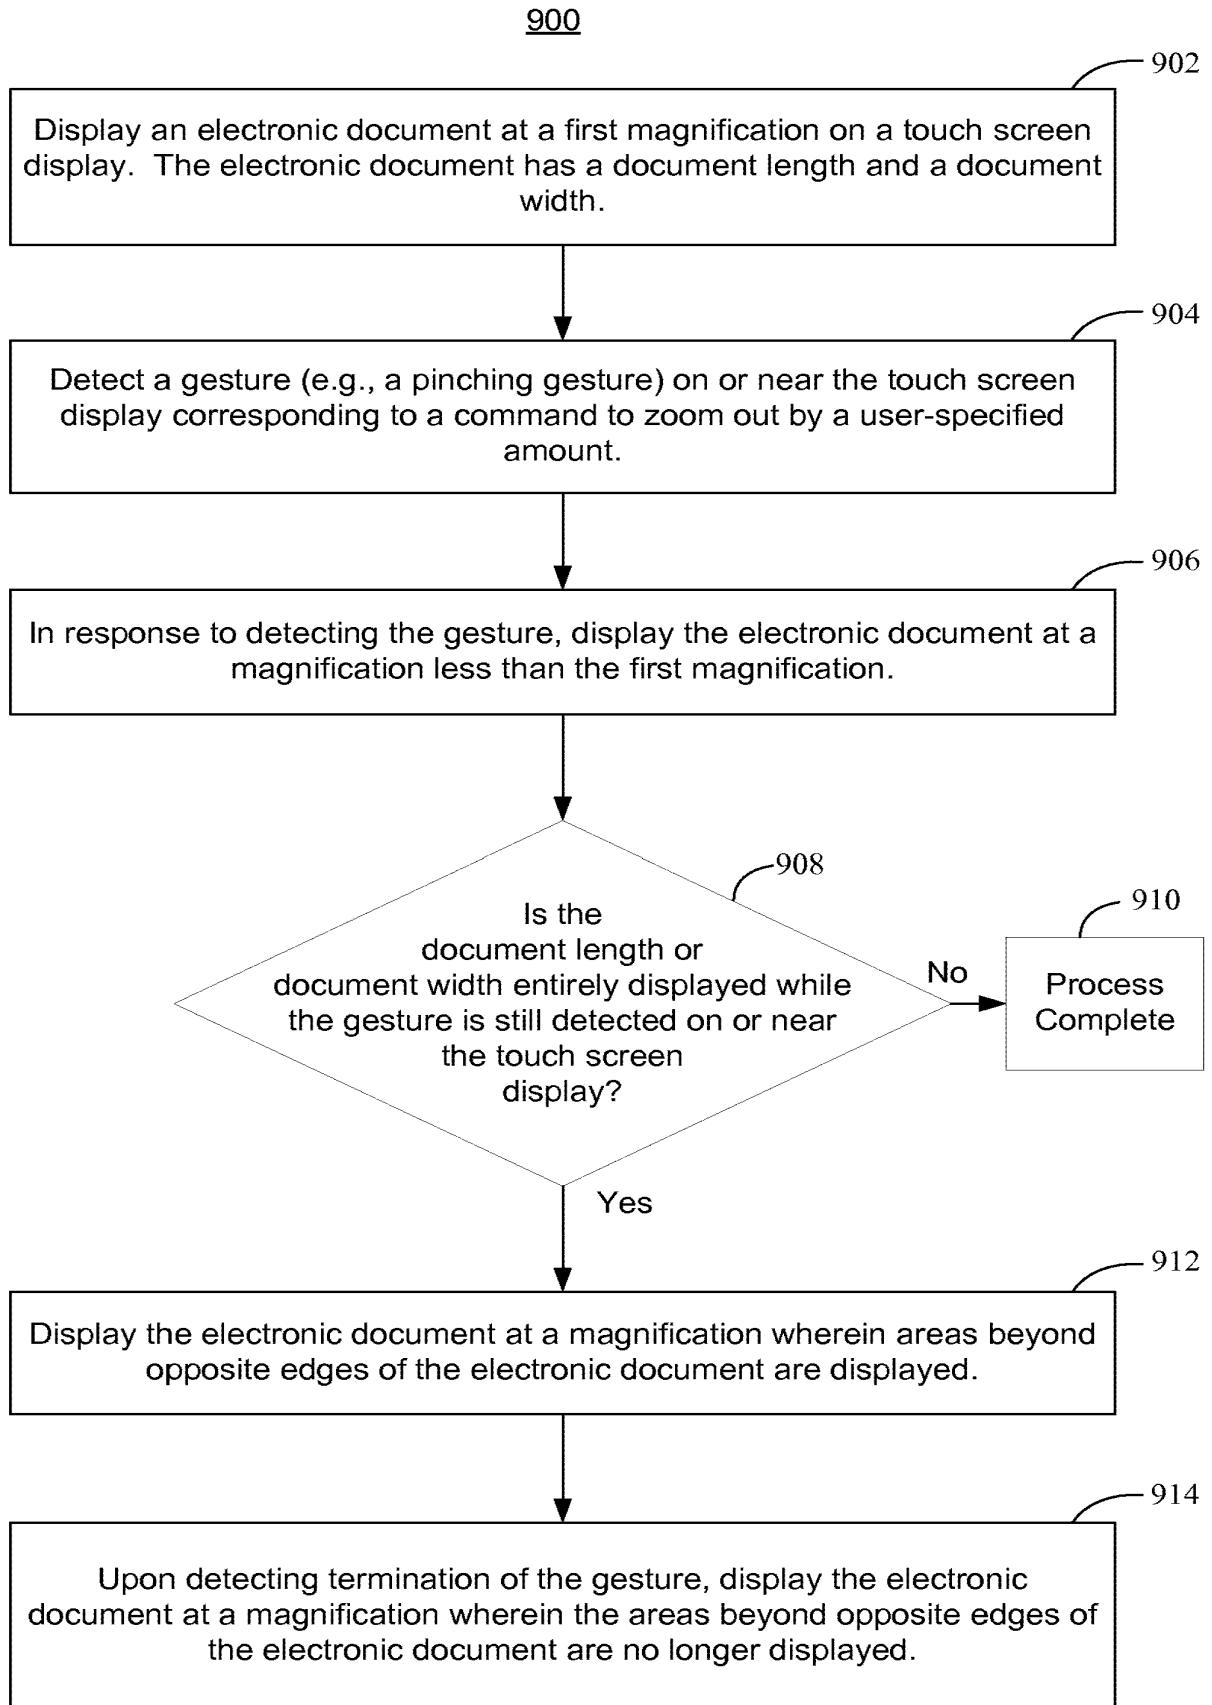 900
902
Display an electronic document at a first magnification on a touch screen
display.  The electronic document has a document length and a document
width.
904
Detect a gesture (e.g., a pinching gesture) on or near the touch screen
display corresponding to a command to zoom out by a user-specified
amount.
906
In response to detecting the gesture, display the electronic document at a
magnification less than the first magnification.
908
Is the
document length or
document width entirely displayed while
the gesture is still detected on or near
the touch screen
display?
No
910
Process
Complete
Yes
912
Display the electronic document at a magnification wherein areas beyond
opposite edges of the electronic document are displayed.
914
Upon detecting termination of the gesture, display the electronic
document at a magnification wherein the areas beyond opposite edges of
the electronic document are no longer displayed.